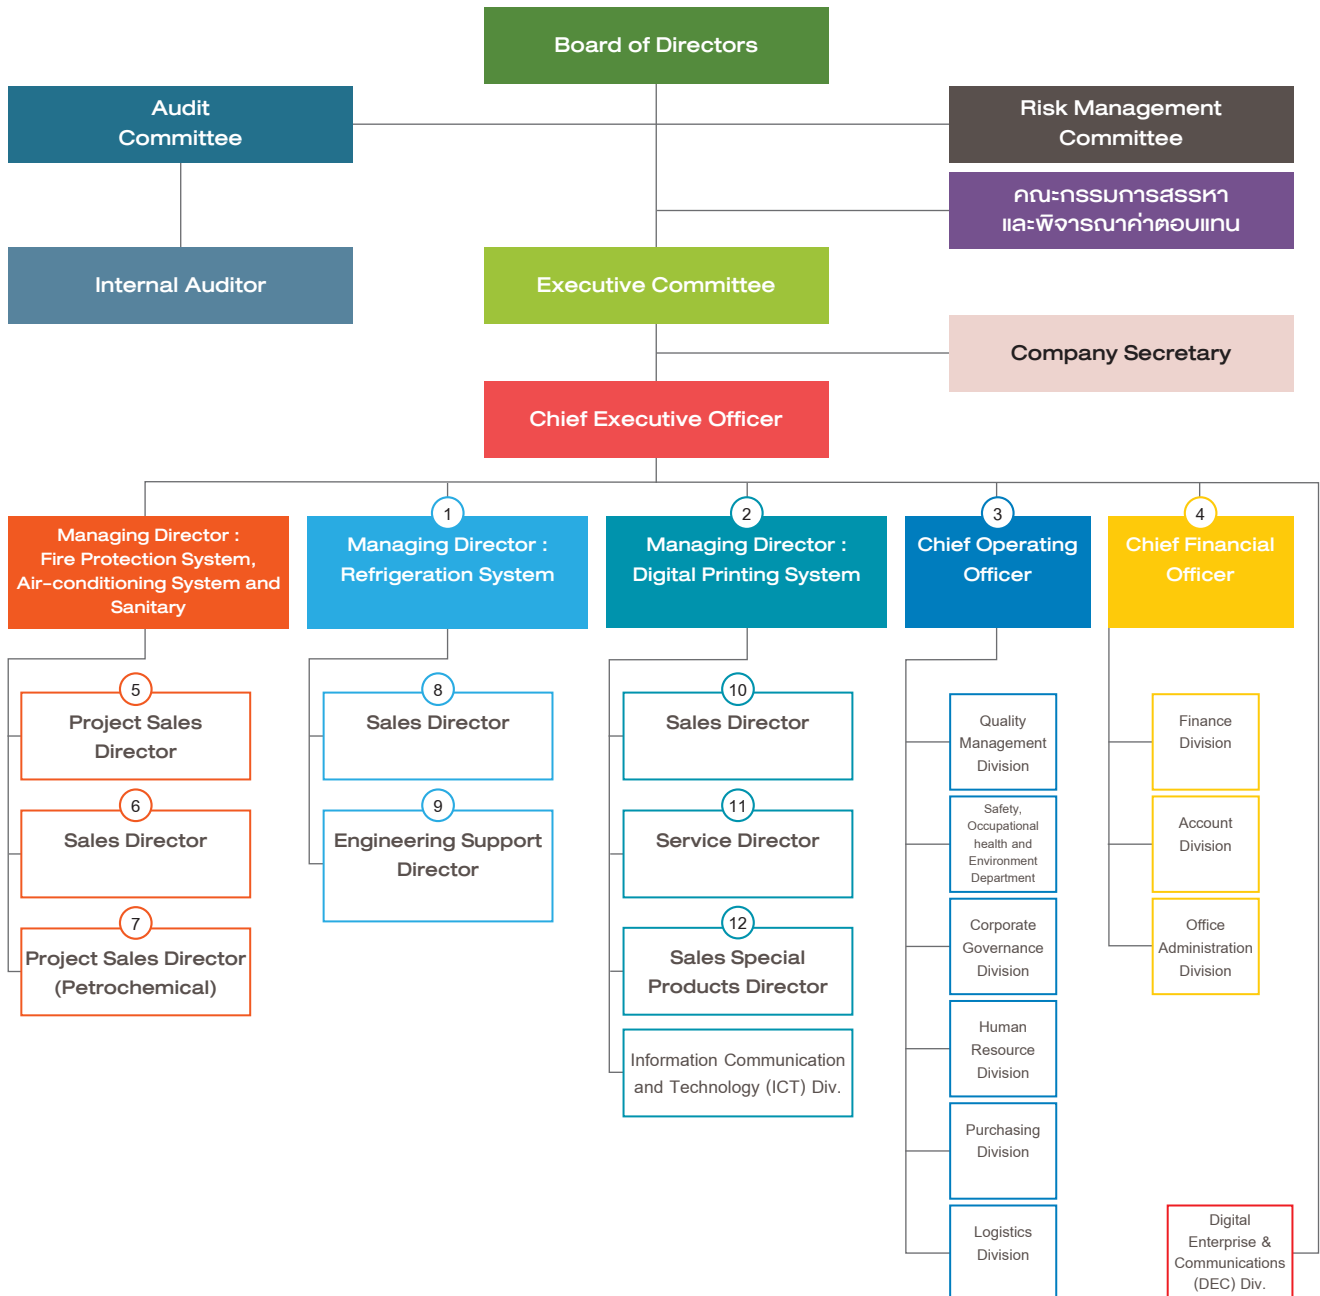 Board of Directors
Audit
Committee
Risk Management
Committee
คณะกรรมการสรรหา
และพิจารณาค่าตอบแทน
Internal Auditor
Executive Committee
Company Secretary
Chief Executive Officer
Managing Director :
Fire Protection System,
Air-conditioning System and
Sanitary
1
Managing Director :
Refrigeration System
2
Managing Director :
Digital Printing System
3
Chief Operating
Officer
4
Chief Financial
Officer
5
Project Sales
Director
6
Sales Director
7
Project Sales Director
(Petrochemical)
8
Sales Director
9
Engineering Support
Director
10
Sales Director
11
Service Director
12
Sales Special
Products Director
Information Communication
and Technology (ICT) Div.
Quality
Management
Division
Safety,
Occupational
health and
Environment
Department
Corporate
Governance
Division
Human
Resource
Division
Purchasing
Division
Logistics
Division
Finance
Division
Account
Division
Office
Administration
Division
Digital
Enterprise &
Communications
(DEC) Div.